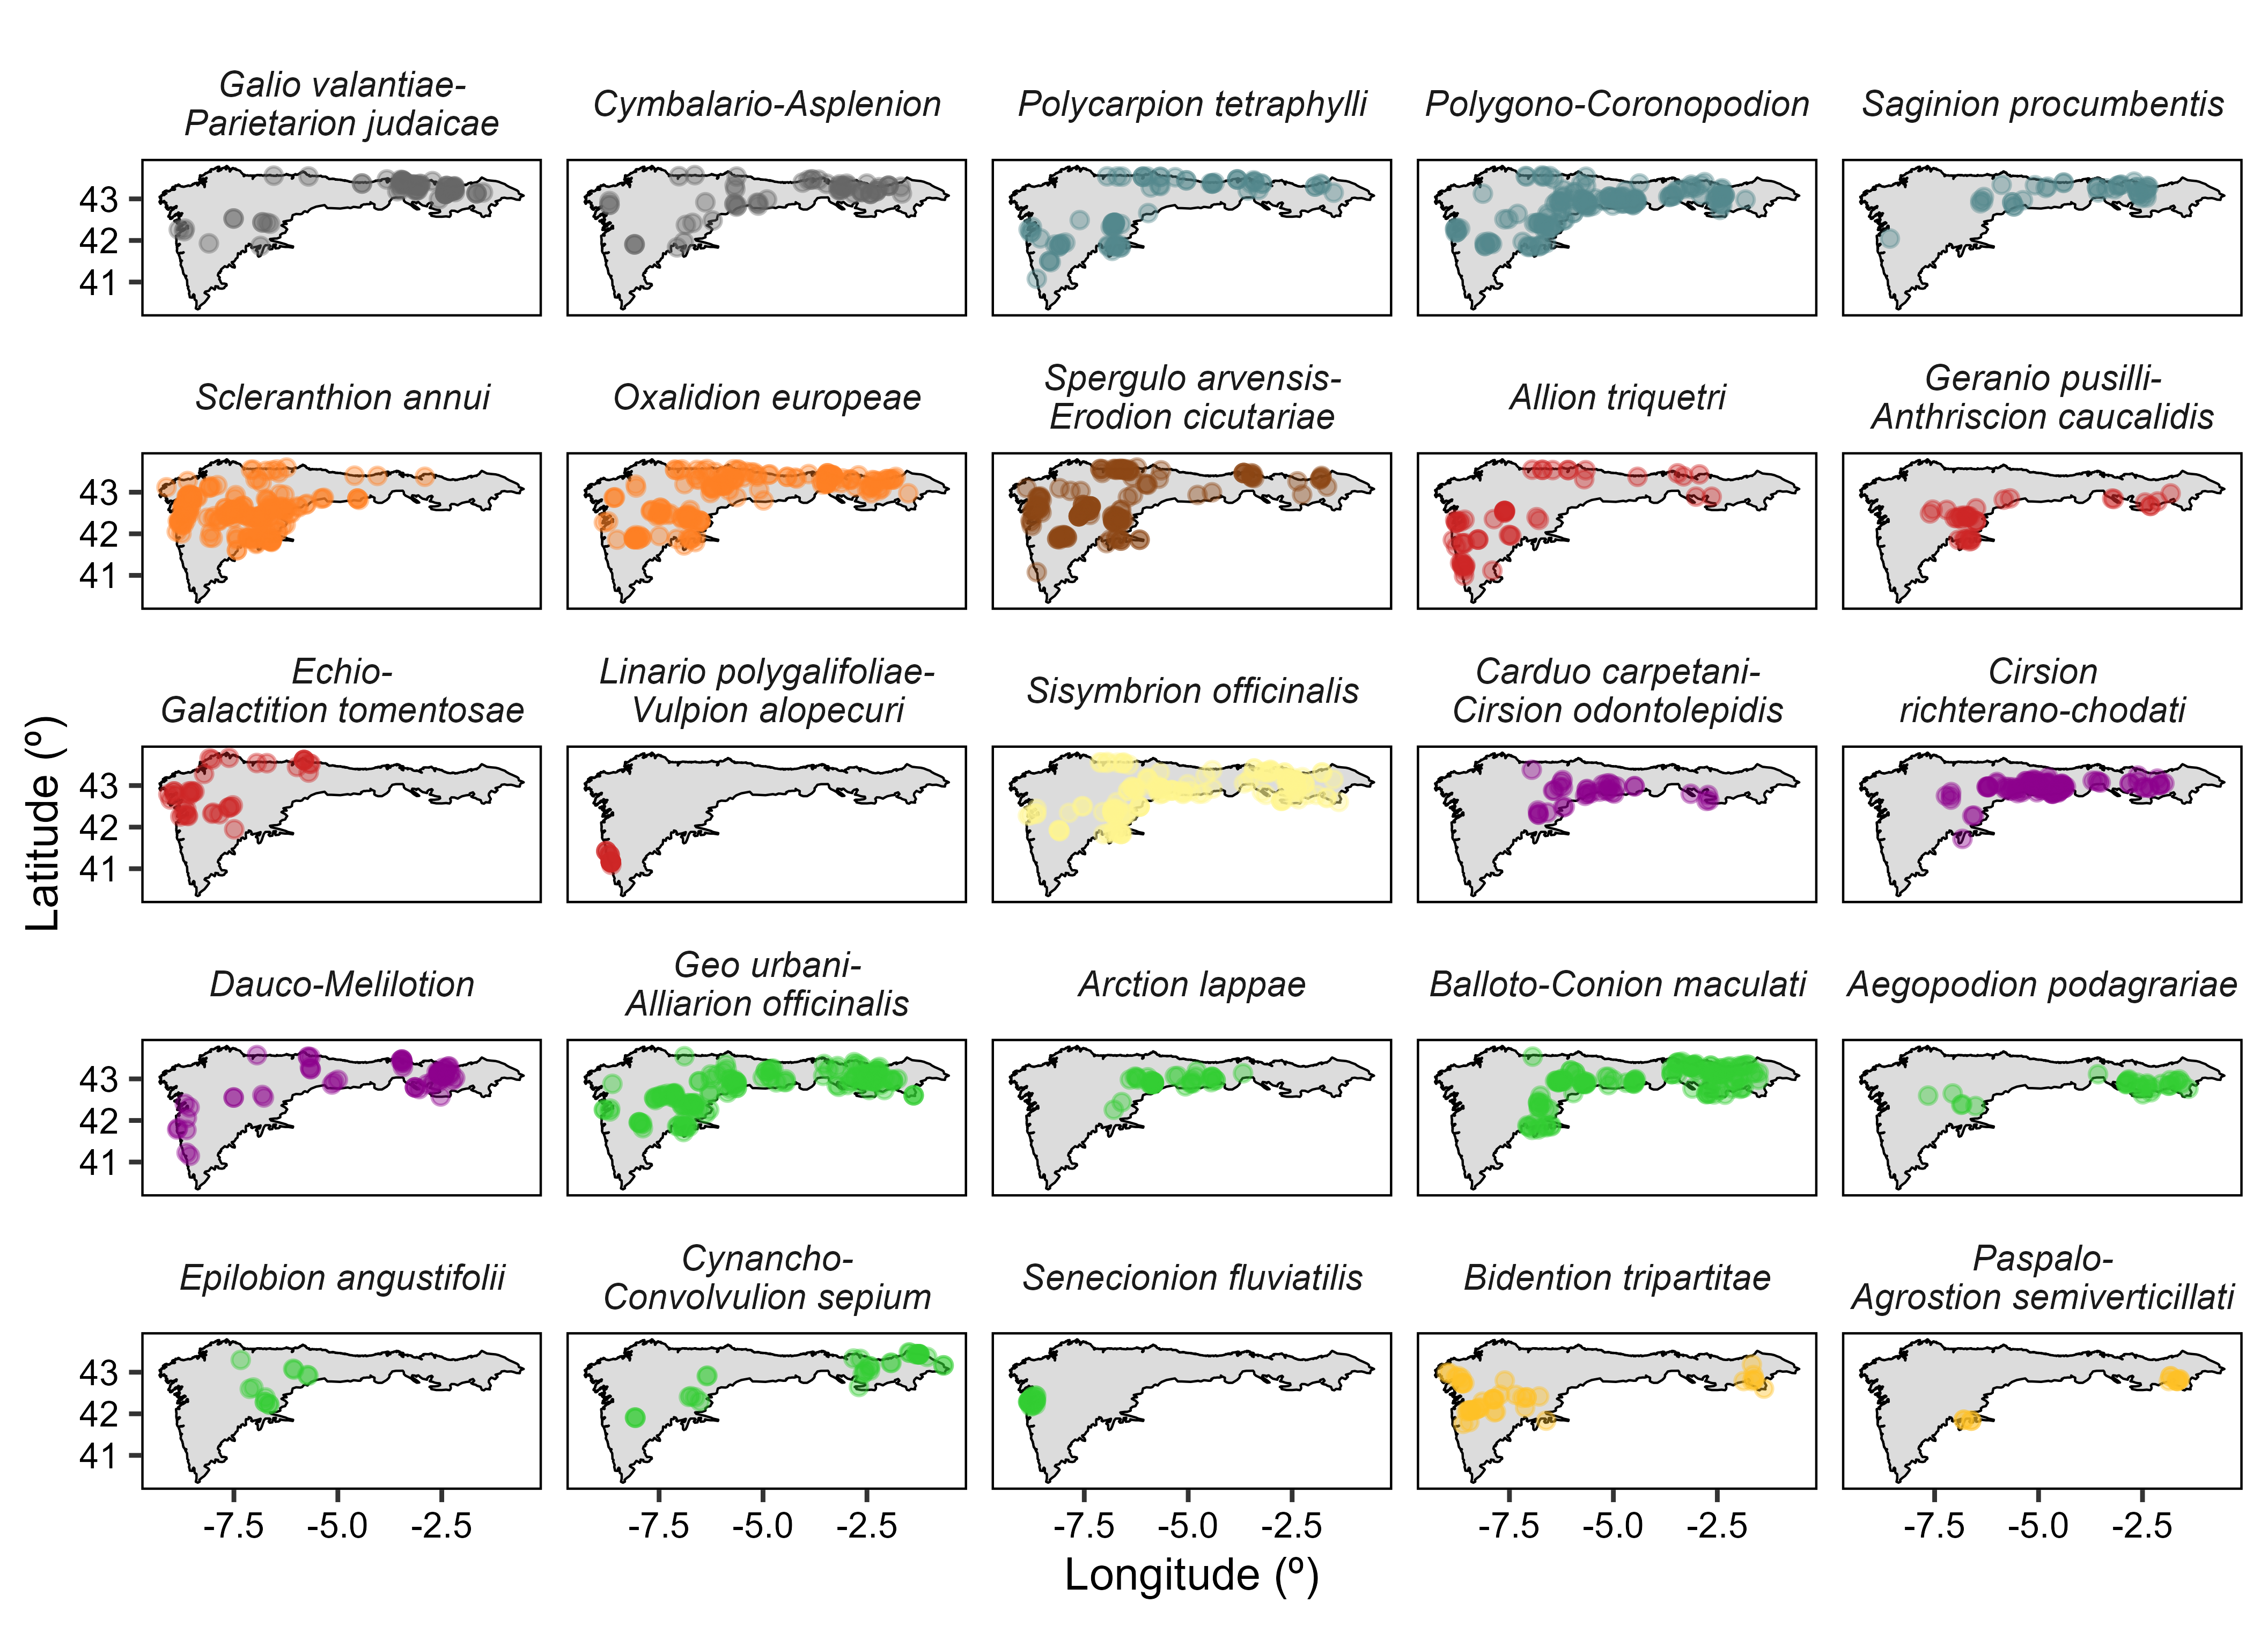 Galio valantiae-
Parietarion judaicae
Cymbalario-Asplenion
Polycarpion tetraphylli
Polygono-Coronopodion
Saginion procumbentis
43
42
41
Scleranthion annui
Oxalidion europeae
Spergulo arvensis-
Erodion cicutariae
Allion triquetri
Geranio pusilli-
Anthriscion caucalidis
43
42
41
Echio-
Galactition tomentosae
Linario polygalifoliae-
Vulpion alopecuri
Sisymbrion officinalis
Carduo carpetani-
Cirsion odontolepidis
Cirsion
richterano-chodati
43
42
41
Latitude (º)
Dauco-Melilotion
Geo urbani-
Alliarion officinalis
Arction lappae
Balloto-Conion maculati
Aegopodion podagrariae
43
42
41
Epilobion angustifolii
Cynancho-
Convolvulion sepium
Senecionion fluviatilis
Bidention tripartitae
Paspalo-
Agrostion semiverticillati
43
42
41
-7.5 -5.0 -2.5
-7.5 -5.0 -2.5
-7.5 -5.0 -2.5
-7.5 -5.0 -2.5
-7.5 -5.0 -2.5
Longitude (º)